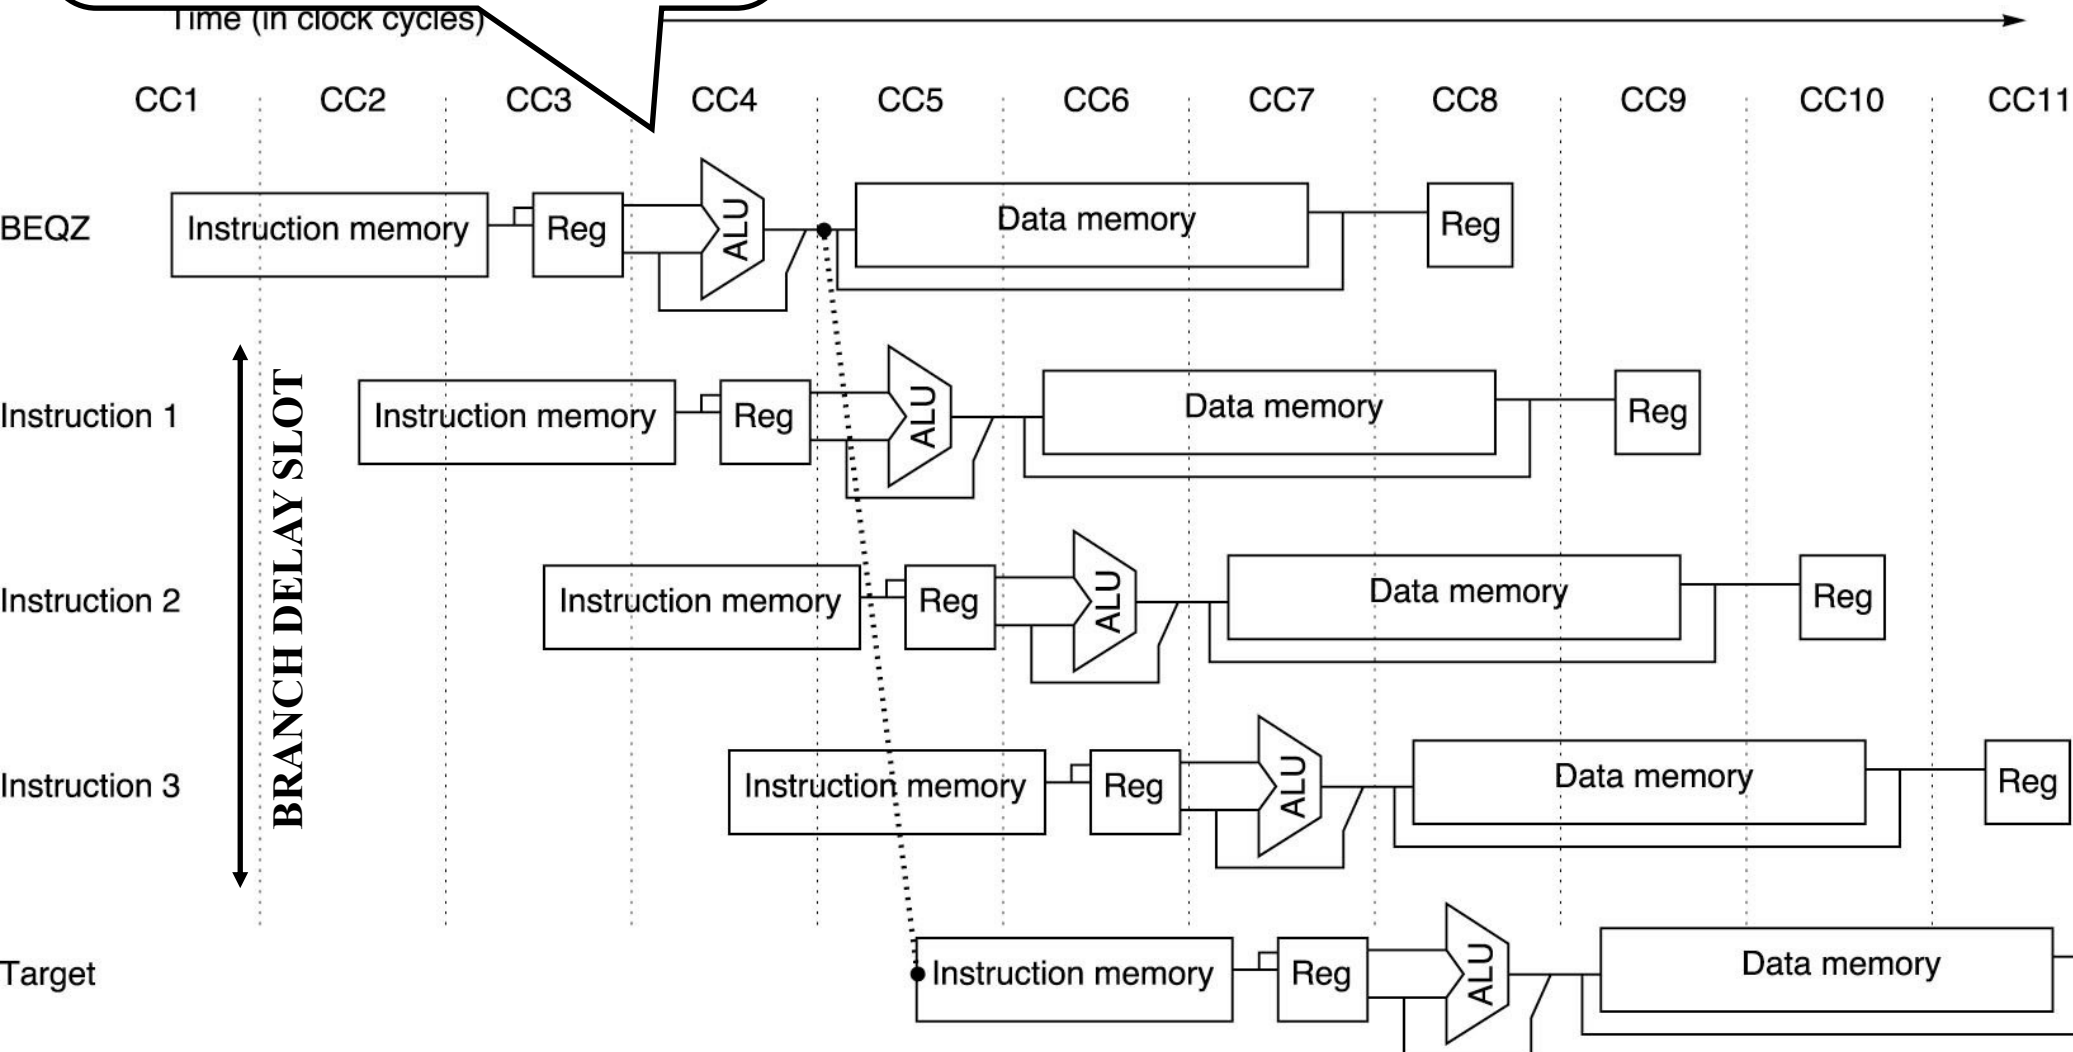 Time (in clock cycles)
CC1 CC2 CC3 CC4 CC5 CC6 CC7 CC8 CC9 CC10 CC11
BEQZ Instruction memory Reg ALU Data memory Reg
Instruction 1 Instruction memory Reg ALU Data memory Reg
Instruction 2 Instruction memory Reg ALU Data memory Reg
Instruction 3 Instruction memory Reg ALU Data memory Reg
Target Instruction memory Reg ALU Data memory
BRANCH DELAY SLOT